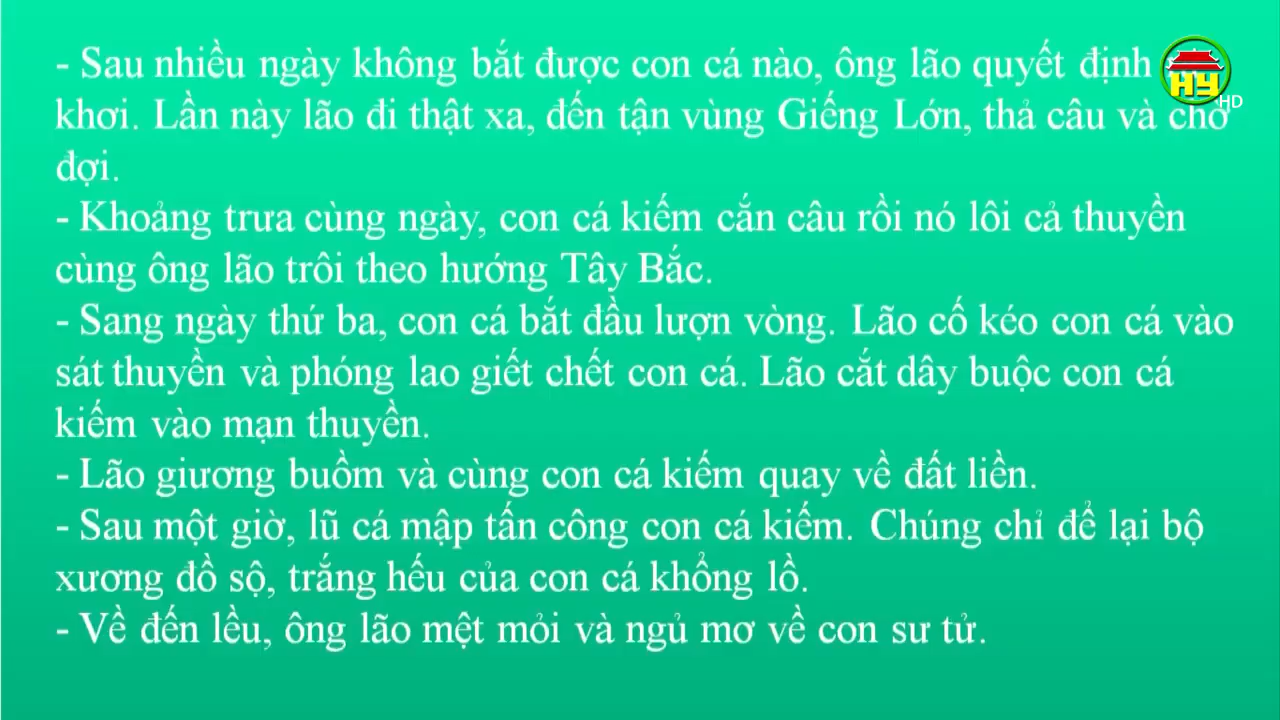 - Sau nhiều ngày không bắt được con cá nào, ông lão quyết định
khơi. Lần này lão đi thật xa, đến tận vùng Giếng Lớn, thả câu và chờ
đợi.
- Khoảng trưa cùng ngày, con cá kiếm cắn câu rồi nó lôi cả thuyền
cùng ông lão trôi theo hướng Tây Bắc.
- Sang ngày thứ ba, con cá bắt đầu lượn vòng. Lão cố kéo con cá vào
sát thuyền và phóng lao giết chết con cá. Lão cắt dây buộc con cá
kiếm vào mạn thuyền.
- Lão giương buồm và cùng con cá kiếm quay về đất liền.
- Sau một giờ, lũ cá mập tấn công con cá kiếm. Chúng chỉ để lại bộ
xương đồ sộ, trắng hếu của con cá khổng lồ.
- Về đến lều, ông lão mệt mỏi và ngủ mơ về con sư tử.
HY
HD